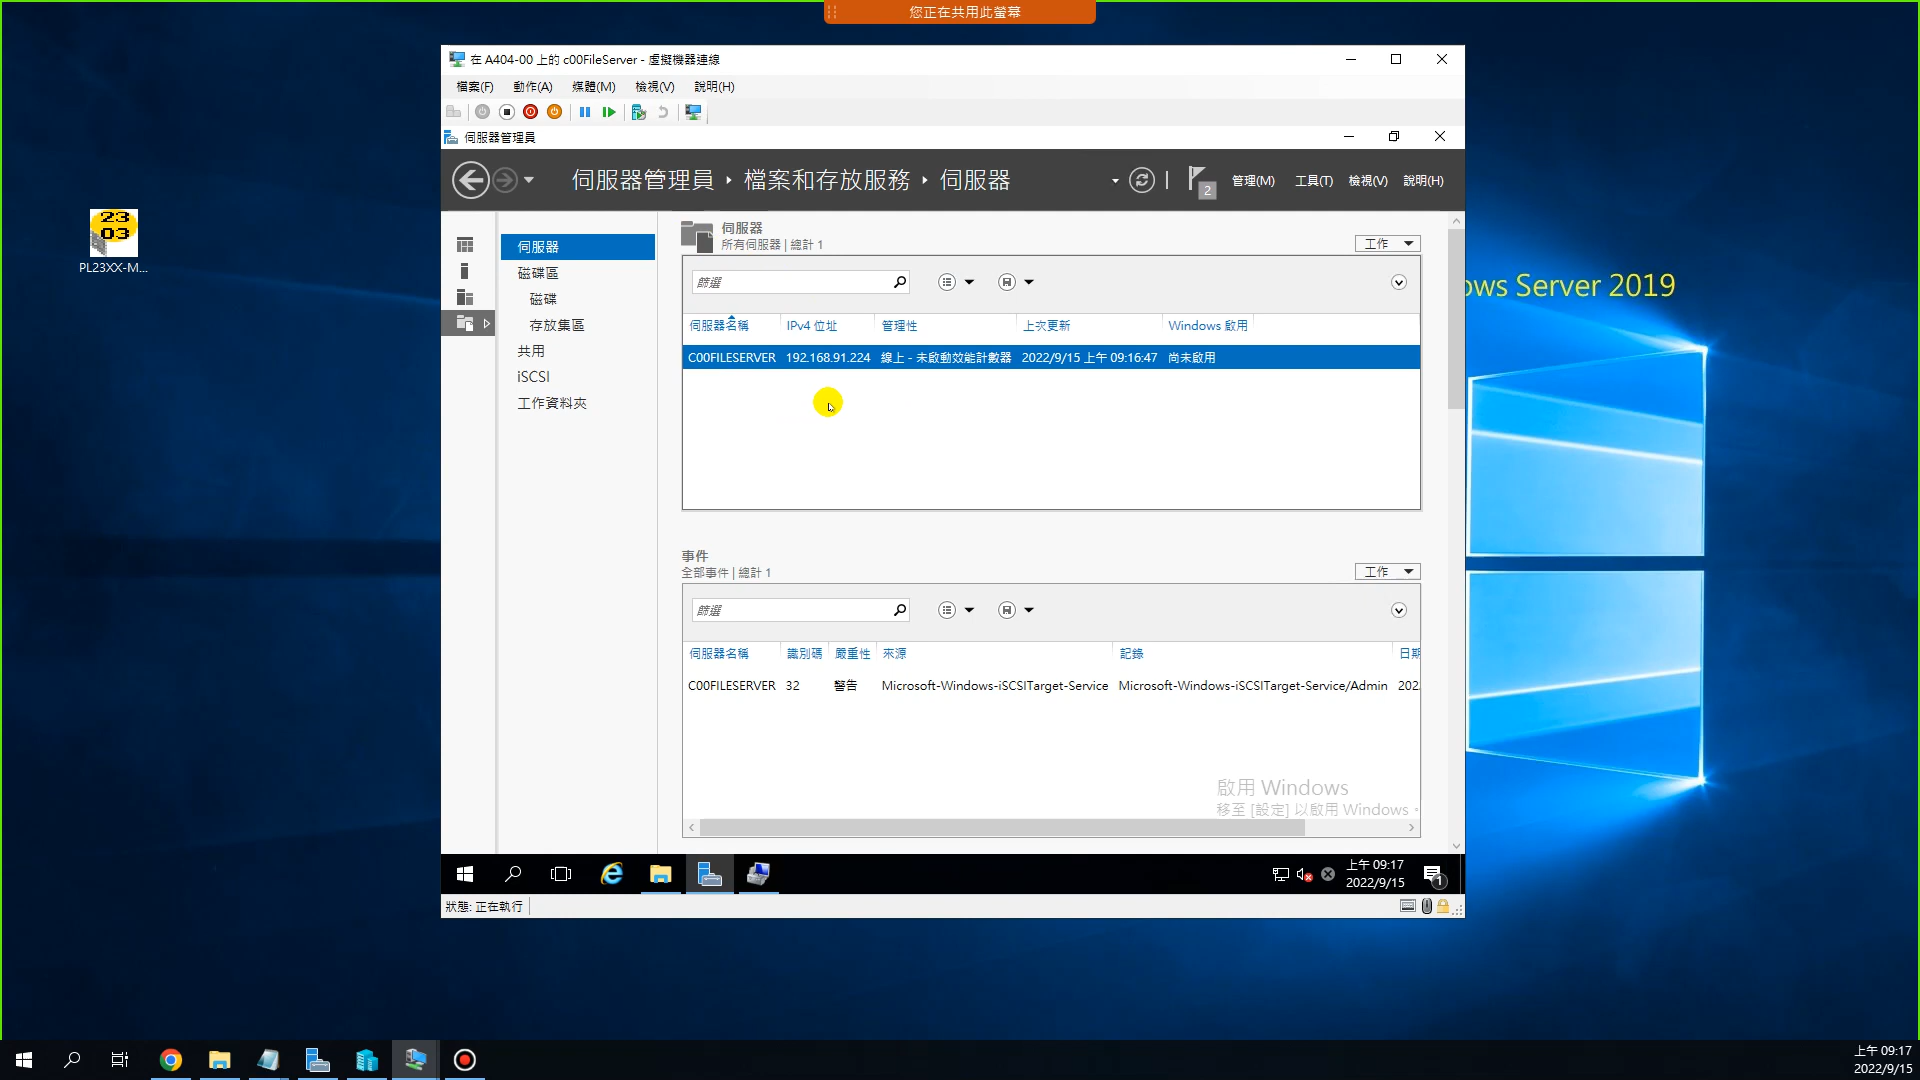 您正在共用此螢幕
在 A404-00 上的 c00FileServer - 虛擬機器連線
檔案(F) 動作(A) 媒體(M) 檢視(V) 說明(H)
伺服器管理員
伺服器管理員 ‣ 檔案和存放服務 ‣ 伺服器
2
管理(M) 工具(T) 檢視(V) 說明(H)
23
03
PL23XX-M...
伺服器
磁碟區
磁碟
存放集區
共用
iSCSI
工作資料夾
伺服器
所有伺服器 | 總計 1
工作
篩選
伺服器名稱 IPv4 位址 管理性 上次更新 Windows 啟用
C00FILESERVER 192.168.91.224 線上 - 未啟動效能計數器 2022/9/15 上午 09:16:47 尚未啟用
ows Server 2019
事件
全部事件 | 總計 1
工作
篩選
伺服器名稱 識別碼 嚴重性 來源 記錄 日期
C00FILESERVER 32 警告 Microsoft-Windows-iSCSITarget-Service Microsoft-Windows-iSCSITarget-Service/Admin 202
啟用 Windows
移至 [設定] 以啟用 Windows。
上午 09:17
2022/9/15
1
狀態: 正在執行
上午 09:17
2022/9/15